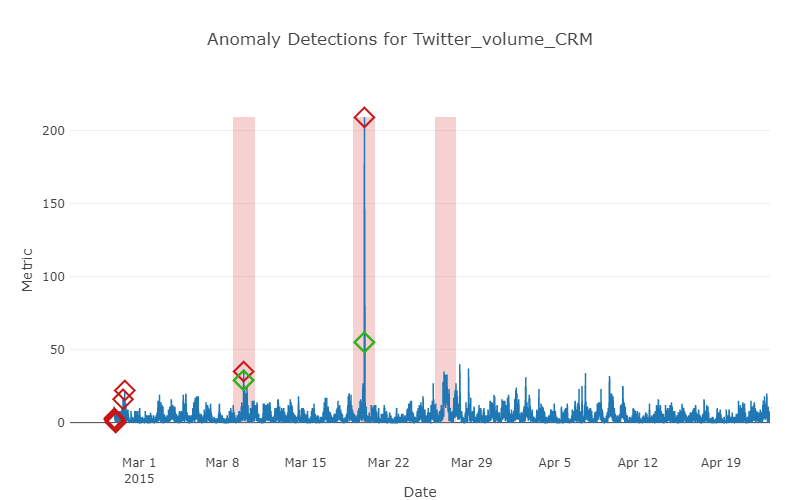 Anomaly Detections for Twitter_volume_CRM
200
150
100
50
0
Metric
Mar 1
2015
Mar 8
Mar 15
Mar 22
Mar 29
Apr 5
Apr 12
Apr 19
Date